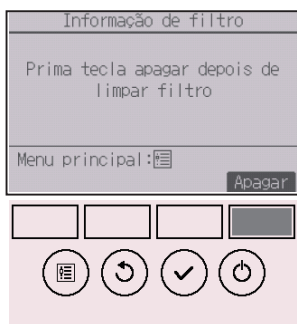 Informação de filtro
Prima tecla apagar depois de
limpar filtro
Menu principal:
Apagar